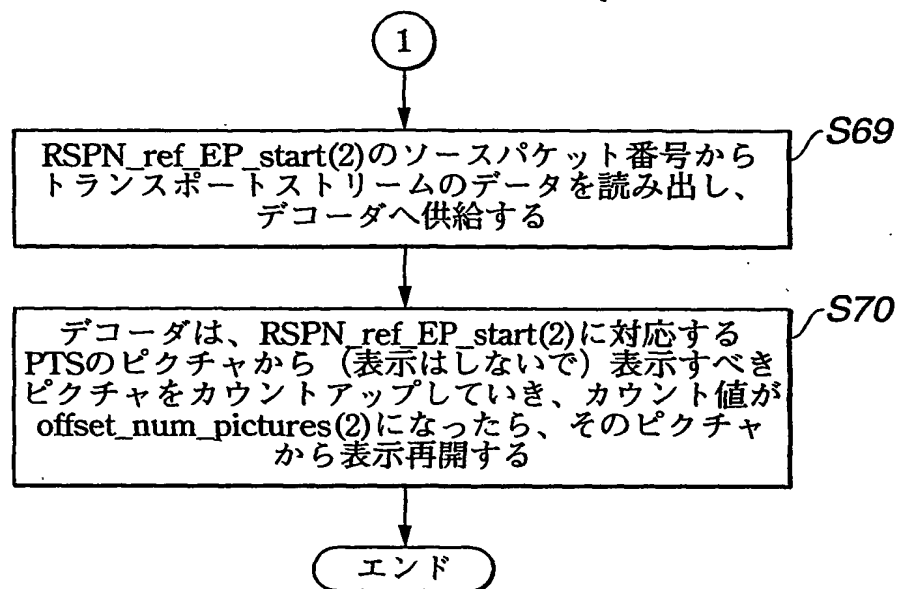 1
S69
RSPN_ref_EP_start(2)のソースパケット番号から
トランスポートストリームのデータを読み出し、
デコーダへ供給する
S70
デコーダは、RSPN_ref_EP_start(2)に対応する
PTSのピクチャから（表示はしないで）表示すべき
ピクチャをカウントアップしていき、カウント値が
offset_num_pictures(2)になったら、そのピクチャ
から表示再開する
エンド